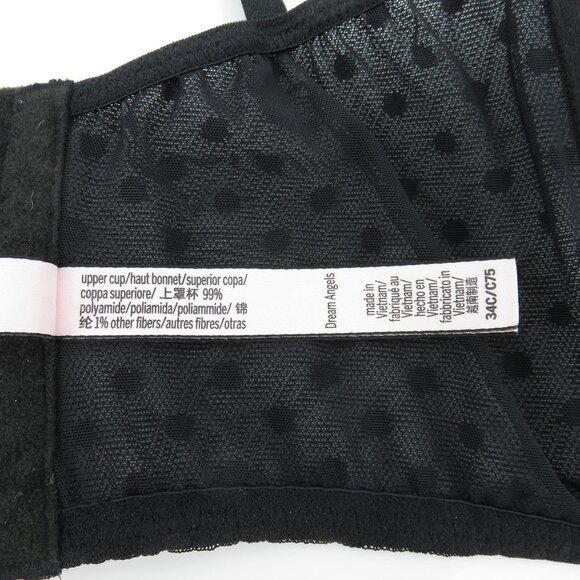 upper cup/haut bonnet/superior copa/
coppa superiore/ 上罩杯 99%
polyamide/poliamida/poliammide/ 锦
纶 1% other fibers/autres fibres/otras
Dream Angels
made in
Vietnam/
fabriqué au
Vietnam/
hecho en
Vietnam/
fabbricato in
Vietnam/
越南制造
34C/C75